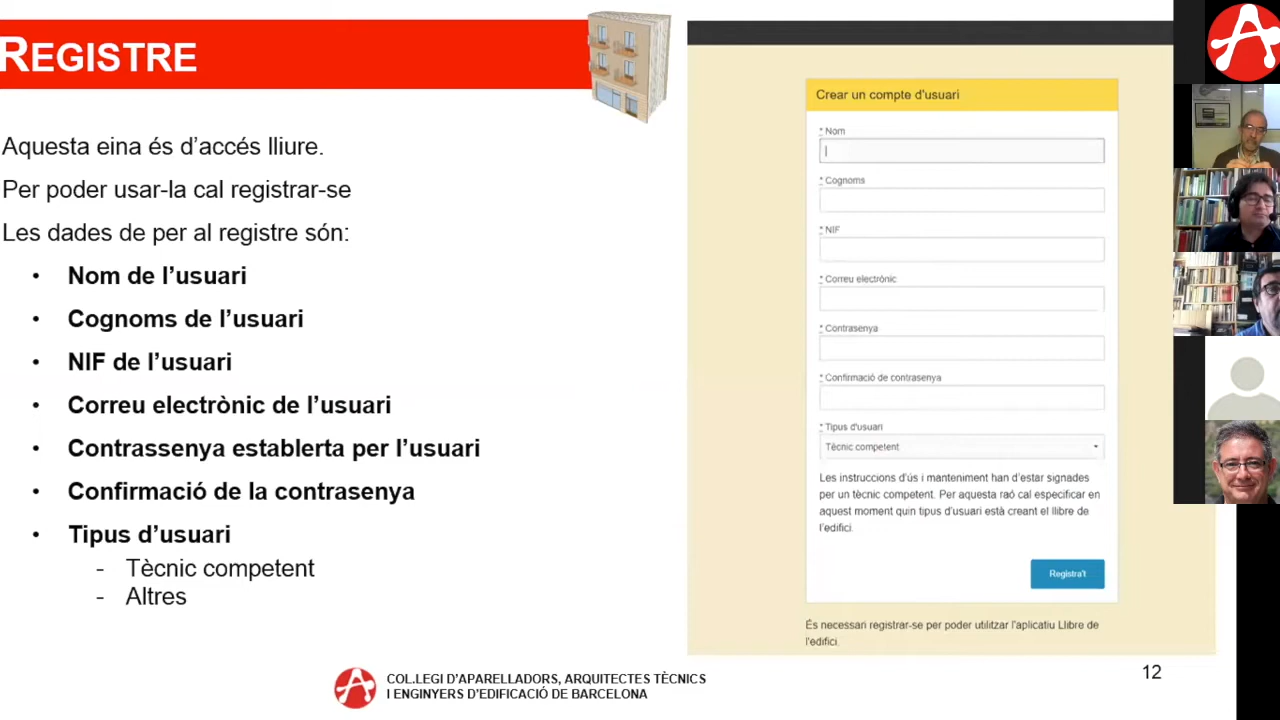 REGISTRE
Aquesta eina és d'accés lliure.
Per poder usar-la cal registrar-se
Les dades de per al registre són:
• Nom de l'usuari
• Cognoms de l'usuari
• NIF de l'usuari
• Correu electrònic de l'usuari
• Contrassenya establerta per l'usuari
• Confirmació de la contrasenya
• Tipus d'usuari
- Tècnic competent
- Altres
Crear un compte d'usuari
* Nom
* Cognoms
* NIF
* Correu electrònic
* Contrasenya
* Confirmació de contrasenya
* Tipus d'usuari
Tècnic competent
Les instruccions d'ús i manteniment han d'estar signades
per un tècnic competent. Per aquesta raó cal especificar en
aquest moment quin tipus d'usuari està creant el llibre de
l'edifici.
Registra't
És necessari registrar-se per poder utilitzar l'aplicatiu Llibre de
l'edifici.
COL.LEGI D'APARELLADORS, ARQUITECTES TÈCNICS
I ENGINYERS D'EDIFICACIÓ DE BARCELONA
12